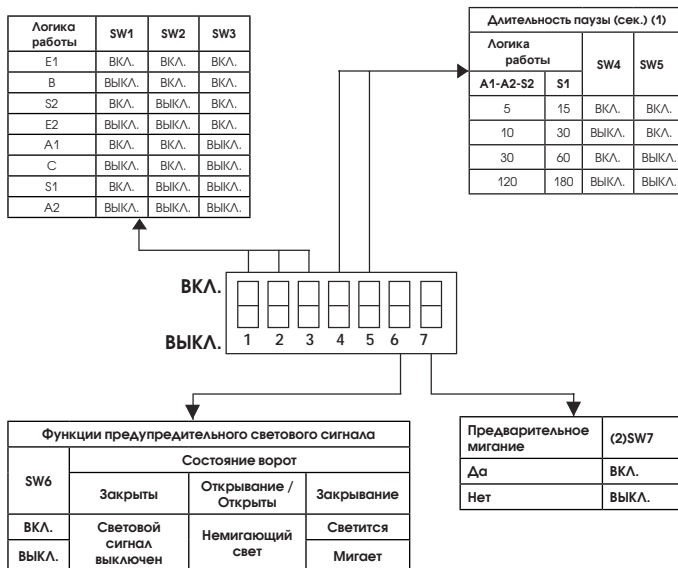 Логика работы SW1 SW2 SW3
E1 ВКЛ. ВКЛ. ВКЛ.
B ВЫКЛ. ВКЛ. ВКЛ.
S2 ВКЛ. ВЫКЛ. ВКЛ.
E2 ВЫКЛ. ВЫКЛ. ВКЛ.
A1 ВКЛ. ВКЛ. ВЫКЛ.
C ВЫКЛ. ВКЛ. ВЫКЛ.
S1 ВКЛ. ВЫКЛ. ВЫКЛ.
A2 ВЫКЛ. ВЫКЛ. ВЫКЛ.
Длительность паузы (сек.) (1)
Логика работы SW4 SW5
A1-A2-S2 S1
5 15 ВКЛ. ВКЛ.
10 30 ВЫКЛ. ВКЛ.
30 60 ВКЛ. ВЫКЛ.
120 180 ВЫКЛ. ВЫКЛ.
ВКЛ.
ВЫКЛ. 1 2 3 4 5 6 7
Функции предупредительного светового сигнала
SW6 Состояние ворот
Закрыты Открывание / Открыты Закрывание
ВКЛ. Световой сигнал выключен Немигающий свет Светится
ВЫКЛ. Мигает
Предварительное мигание (2)SW7
Да ВКЛ.
Нет ВЫКЛ.